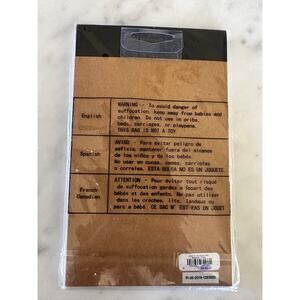 English
WARNING - To avoid danger of
suffocation, keep away from babies and
children. Do not use in cribs,
beds, carriages, or playpens.
THIS BAG IS NOT A TOY
Spanish
AVISO - Para evitar peligro de
asfixia, mantener fuera del alcance
de los niños y de los bebés.
No usar en cunas, camas, carriolas
o corrales. ESTA BOLSA NO ES UN JUGUETE.
French
Canadian
ATTENTION - Pour éviter tout risque
de suffocation garder a l'écart des
bébés et des enfants. Ne pas utiliser
dans les crèches, lits, landaus ou
parc a bébé. CE SAC N' EST PAS UN JOUET